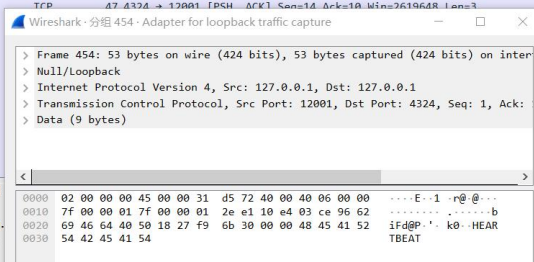 TCP 47 4324 → 12001 [PSH, ACK] Seq=14 Ack=10 Win=2619648 Len=3
Wireshark · 分组 454 · Adapter for loopback traffic capture
> Frame 454: 53 bytes on wire (424 bits), 53 bytes captured (424 bits) on inter
> Null/Loopback
> Internet Protocol Version 4, Src: 127.0.0.1, Dst: 127.0.0.1
> Transmission Control Protocol, Src Port: 12001, Dst Port: 4324, Seq: 1, Ack:
> Data (9 bytes)
0000 02 00 00 00 45 00 00 31 d5 72 40 00 40 06 00 00 ····E··1 ·r@·@···
0010 7f 00 00 01 7f 00 00 01 2e e1 10 e4 03 ce 96 62 ········ .······b
0020 69 46 64 40 50 18 27 f9 6b 30 00 00 48 45 41 52 iFd@P·'· k0··HEAR
0030 54 42 45 41 54 TBEAT